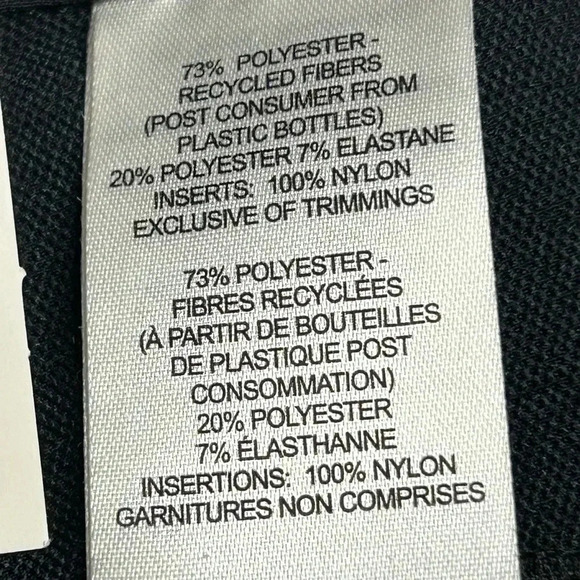 73% POLYESTER -
RECYCLED FIBERS
(POST CONSUMER FROM
PLASTIC BOTTLES)
20% POLYESTER 7% ELASTANE
INSERTS: 100% NYLON
EXCLUSIVE OF TRIMMINGS
73% POLYESTER -
FIBRES RECYCLÉES
(À PARTIR DE BOUTEILLES
DE PLASTIQUE POST
CONSOMMATION)
20% POLYESTER
7% ÉLASTHANNE
INSERTIONS: 100% NYLON
GARNITURES NON COMPRISES